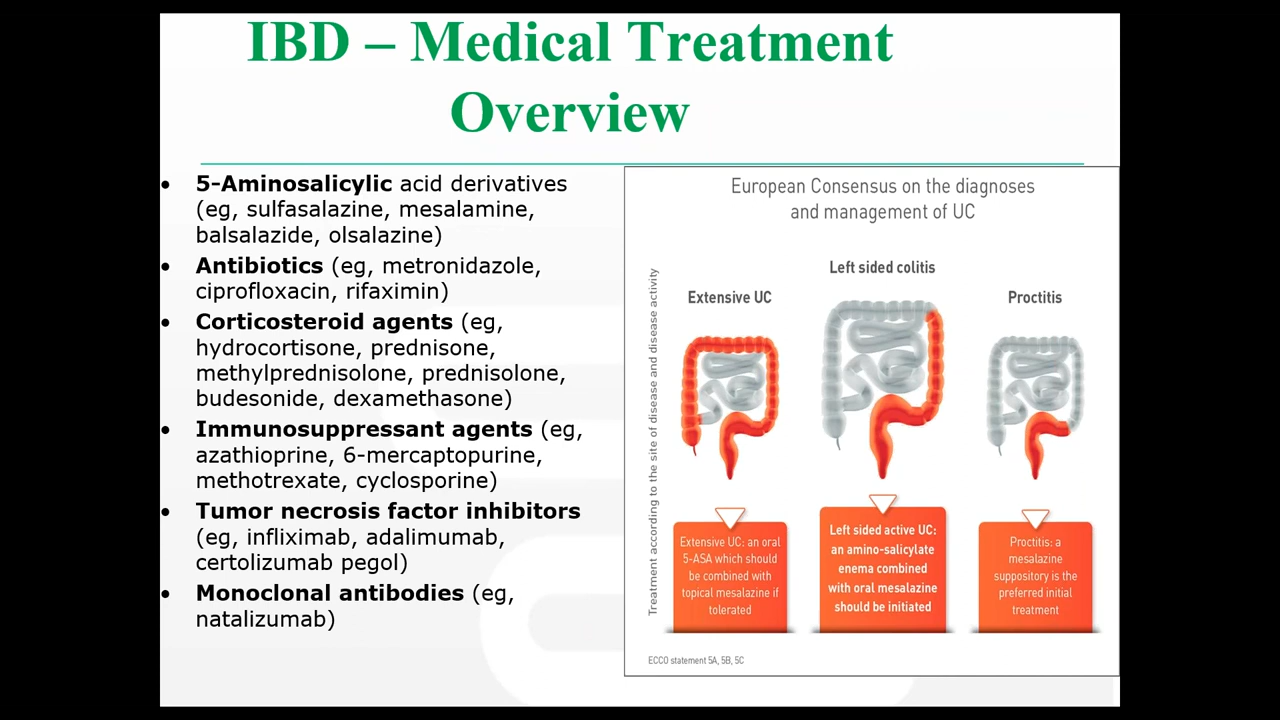 IBD – Medical Treatment
Overview
• 5-Aminosalicylic acid derivatives
(eg, sulfasalazine, mesalamine,
balsalazide, olsalazine)
• Antibiotics (eg, metronidazole,
ciprofloxacin, rifaximin)
• Corticosteroid agents (eg,
hydrocortisone, prednisone,
methylprednisolone, prednisolone,
budesonide, dexamethasone)
• Immunosuppressant agents (eg,
azathioprine, 6-mercaptopurine,
methotrexate, cyclosporine)
• Tumor necrosis factor inhibitors
(eg, infliximab, adalimumab,
certolizumab pegol)
• Monoclonal antibodies (eg,
natalizumab)
European Consensus on the diagnoses
and management of UC
Treatment according to the site of disease and disease activity
Extensive UC
Left sided colitis
Proctitis
Extensive UC: an oral
5-ASA which should
be combined with
topical mesalazine if
tolerated
Left sided active UC:
an amino-salicylate
enema combined
with oral mesalazine
should be initiated
Proctitis: a
mesalazine
suppository is the
preferred initial
treatment
ECCO statement 5A, 5B, 5C